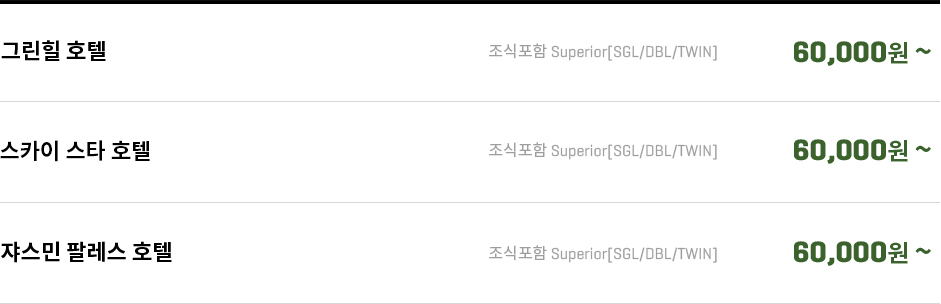 그린힐 호텔 조식포함 Superior[SGL/DBL/TWIN] 60,000원 ~
스카이 스타 호텔 조식포함 Superior[SGL/DBL/TWIN] 60,000원 ~
쟈스민 팔레스 호텔 조식포함 Superior[SGL/DBL/TWIN] 60,000원 ~